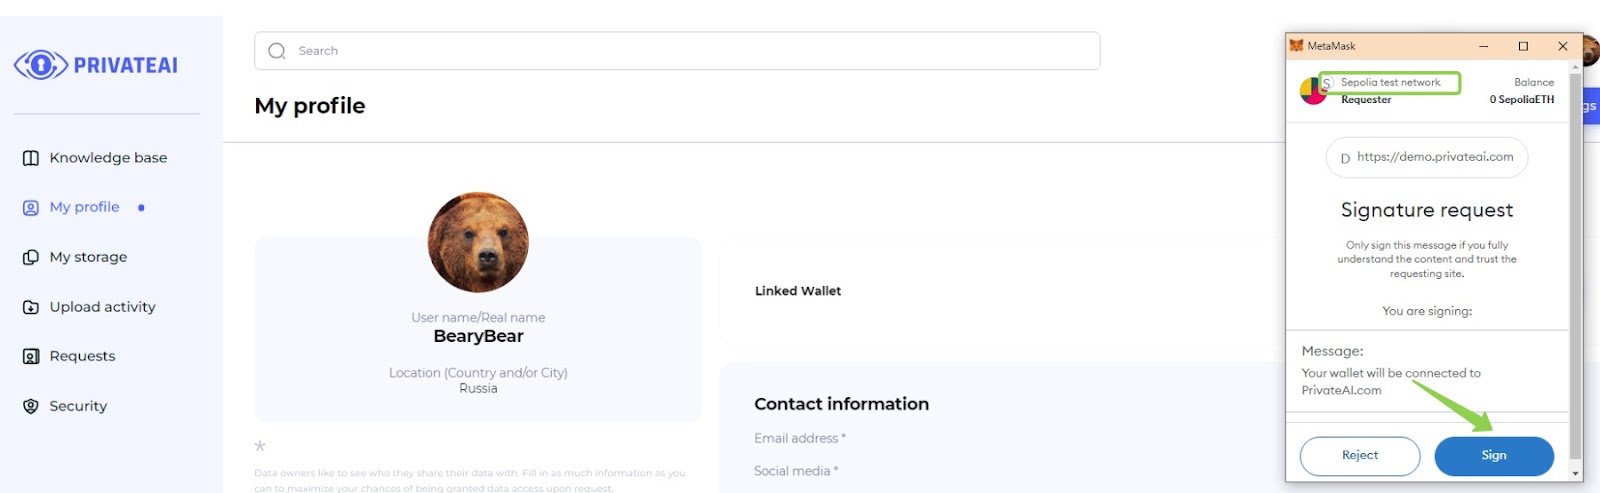 PRIVATEAI
Knowledge base
My profile
My storage
Upload activity
Requests
Security
Search
My profile
User name/Real name
BearyBear
Location (Country and/or City)
Russia
*
Data owners like to see who they share their data with. Fill in as much information as you
can to maximize your chances of being granted data access upon request.
Linked Wallet
Contact information
Email address *
Social media *
gs
MetaMask
S Sepolia test network
Requester
Balance
0 SepoliaETH
D https://demo.privateai.com
Signature request
Only sign this message if you fully
understand the content and trust the
requesting site.
You are signing:
Message:
Your wallet will be connected to
PrivateAI.com
Reject
Sign